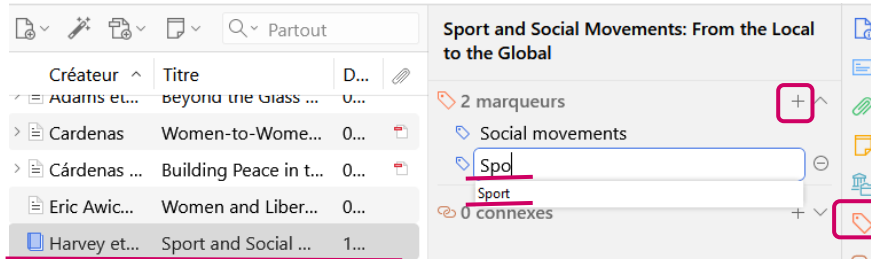 Partout
Créateur Titre D...
Adams et... Beyond the Glass ... 0...
Cardenas Women-to-Wome... 0...
Cárdenas ... Building Peace in t... 0...
Eric Awic... Women and Liber... 0...
Harvey et... Sport and Social ... 1...
Sport and Social Movements: From the Local
to the Global
2 marqueurs
Social movements
Spo
Sport
0 connexes